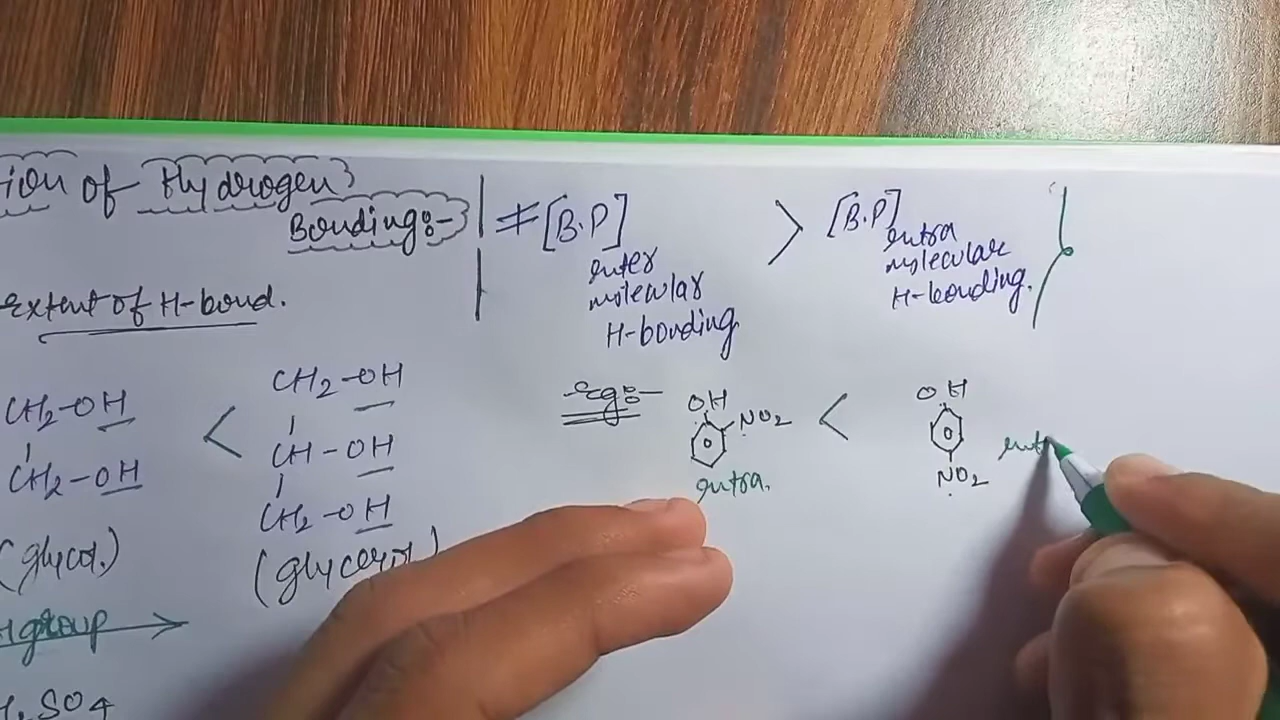 ion of Hydrogen
Bonding:-
extent of H-bond.
CH2-OH
CH2-OH
(glycol.)
<
CH2-OH
CH-OH
CH2-OH
(glycerol.)
H group
SO4
≠ [B.P]
inter
molecular
H-bonding
>
[B.P]
intra
molecular
H-bonding.
eg:-
OH
NO2
intra.
<
OH
NO2